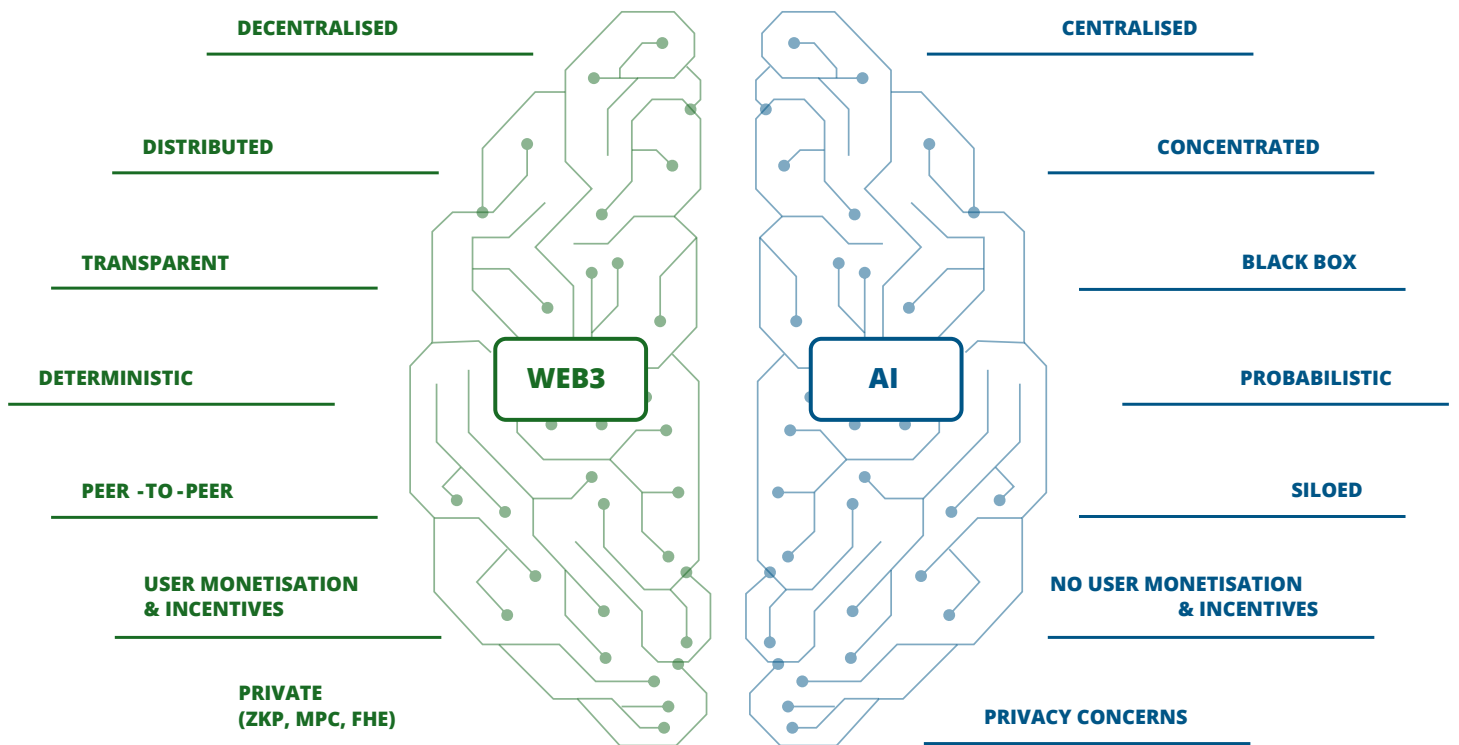 DECENTRALISED
CENTRALISED
DISTRIBUTED
CONCENTRATED
TRANSPARENT
BLACK BOX
DETERMINISTIC
WEB3
AI
PROBABILISTIC
PEER -TO -PEER
SILOED
USER MONETISATION
& INCENTIVES
NO USER MONETISATION
& INCENTIVES
PRIVATE
(ZKP, MPC, FHE)
PRIVACY CONCERNS